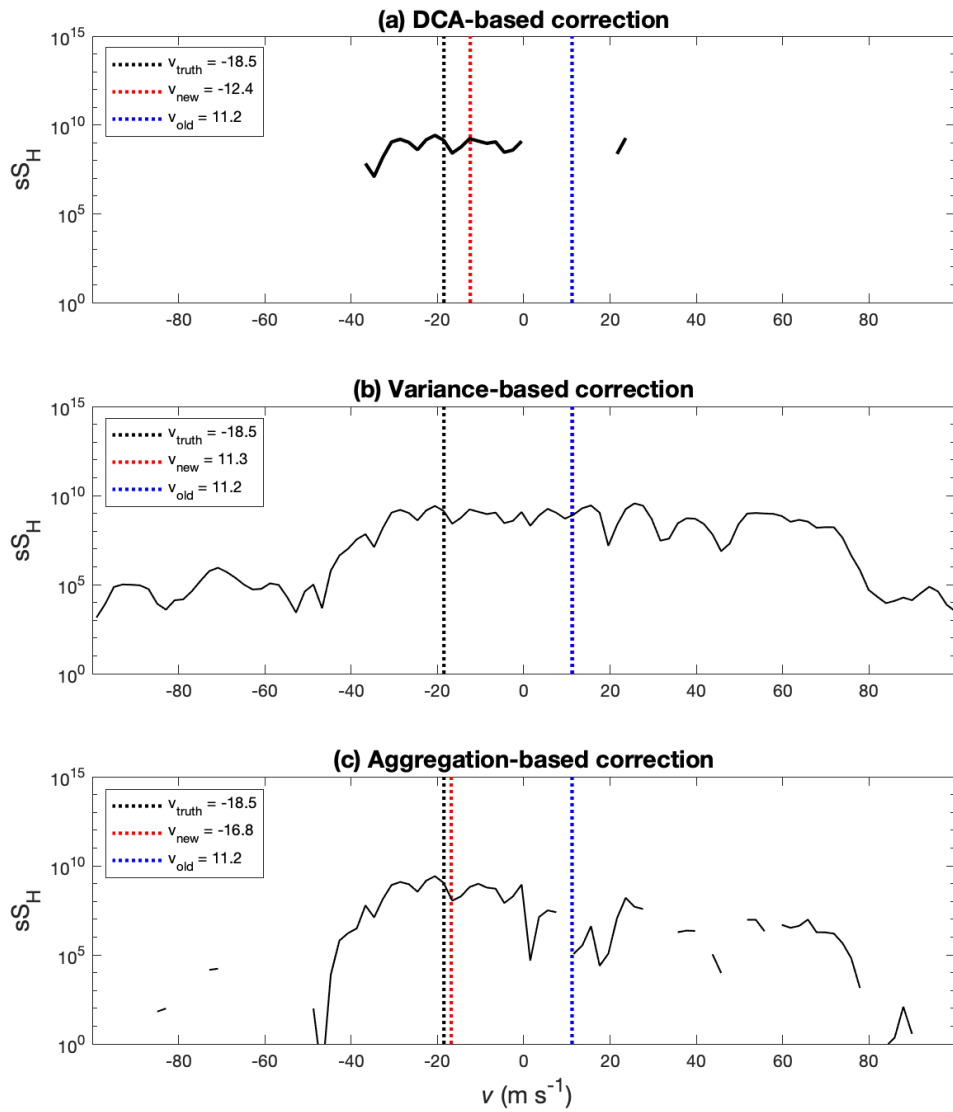 (a) DCA-based correction
10^15
10^10
10^5
10^0
sS_H
v_truth = -18.5
v_new = -12.4
v_old = 11.2
-80 -60 -40 -20 0 20 40 60 80
(b) Variance-based correction
10^15
10^10
10^5
10^0
sS_H
v_truth = -18.5
v_new = 11.3
v_old = 11.2
-80 -60 -40 -20 0 20 40 60 80
(c) Aggregation-based correction
10^15
10^10
10^5
10^0
sS_H
v_truth = -18.5
v_new = -16.8
v_old = 11.2
-80 -60 -40 -20 0 20 40 60 80
v (m s^-1)